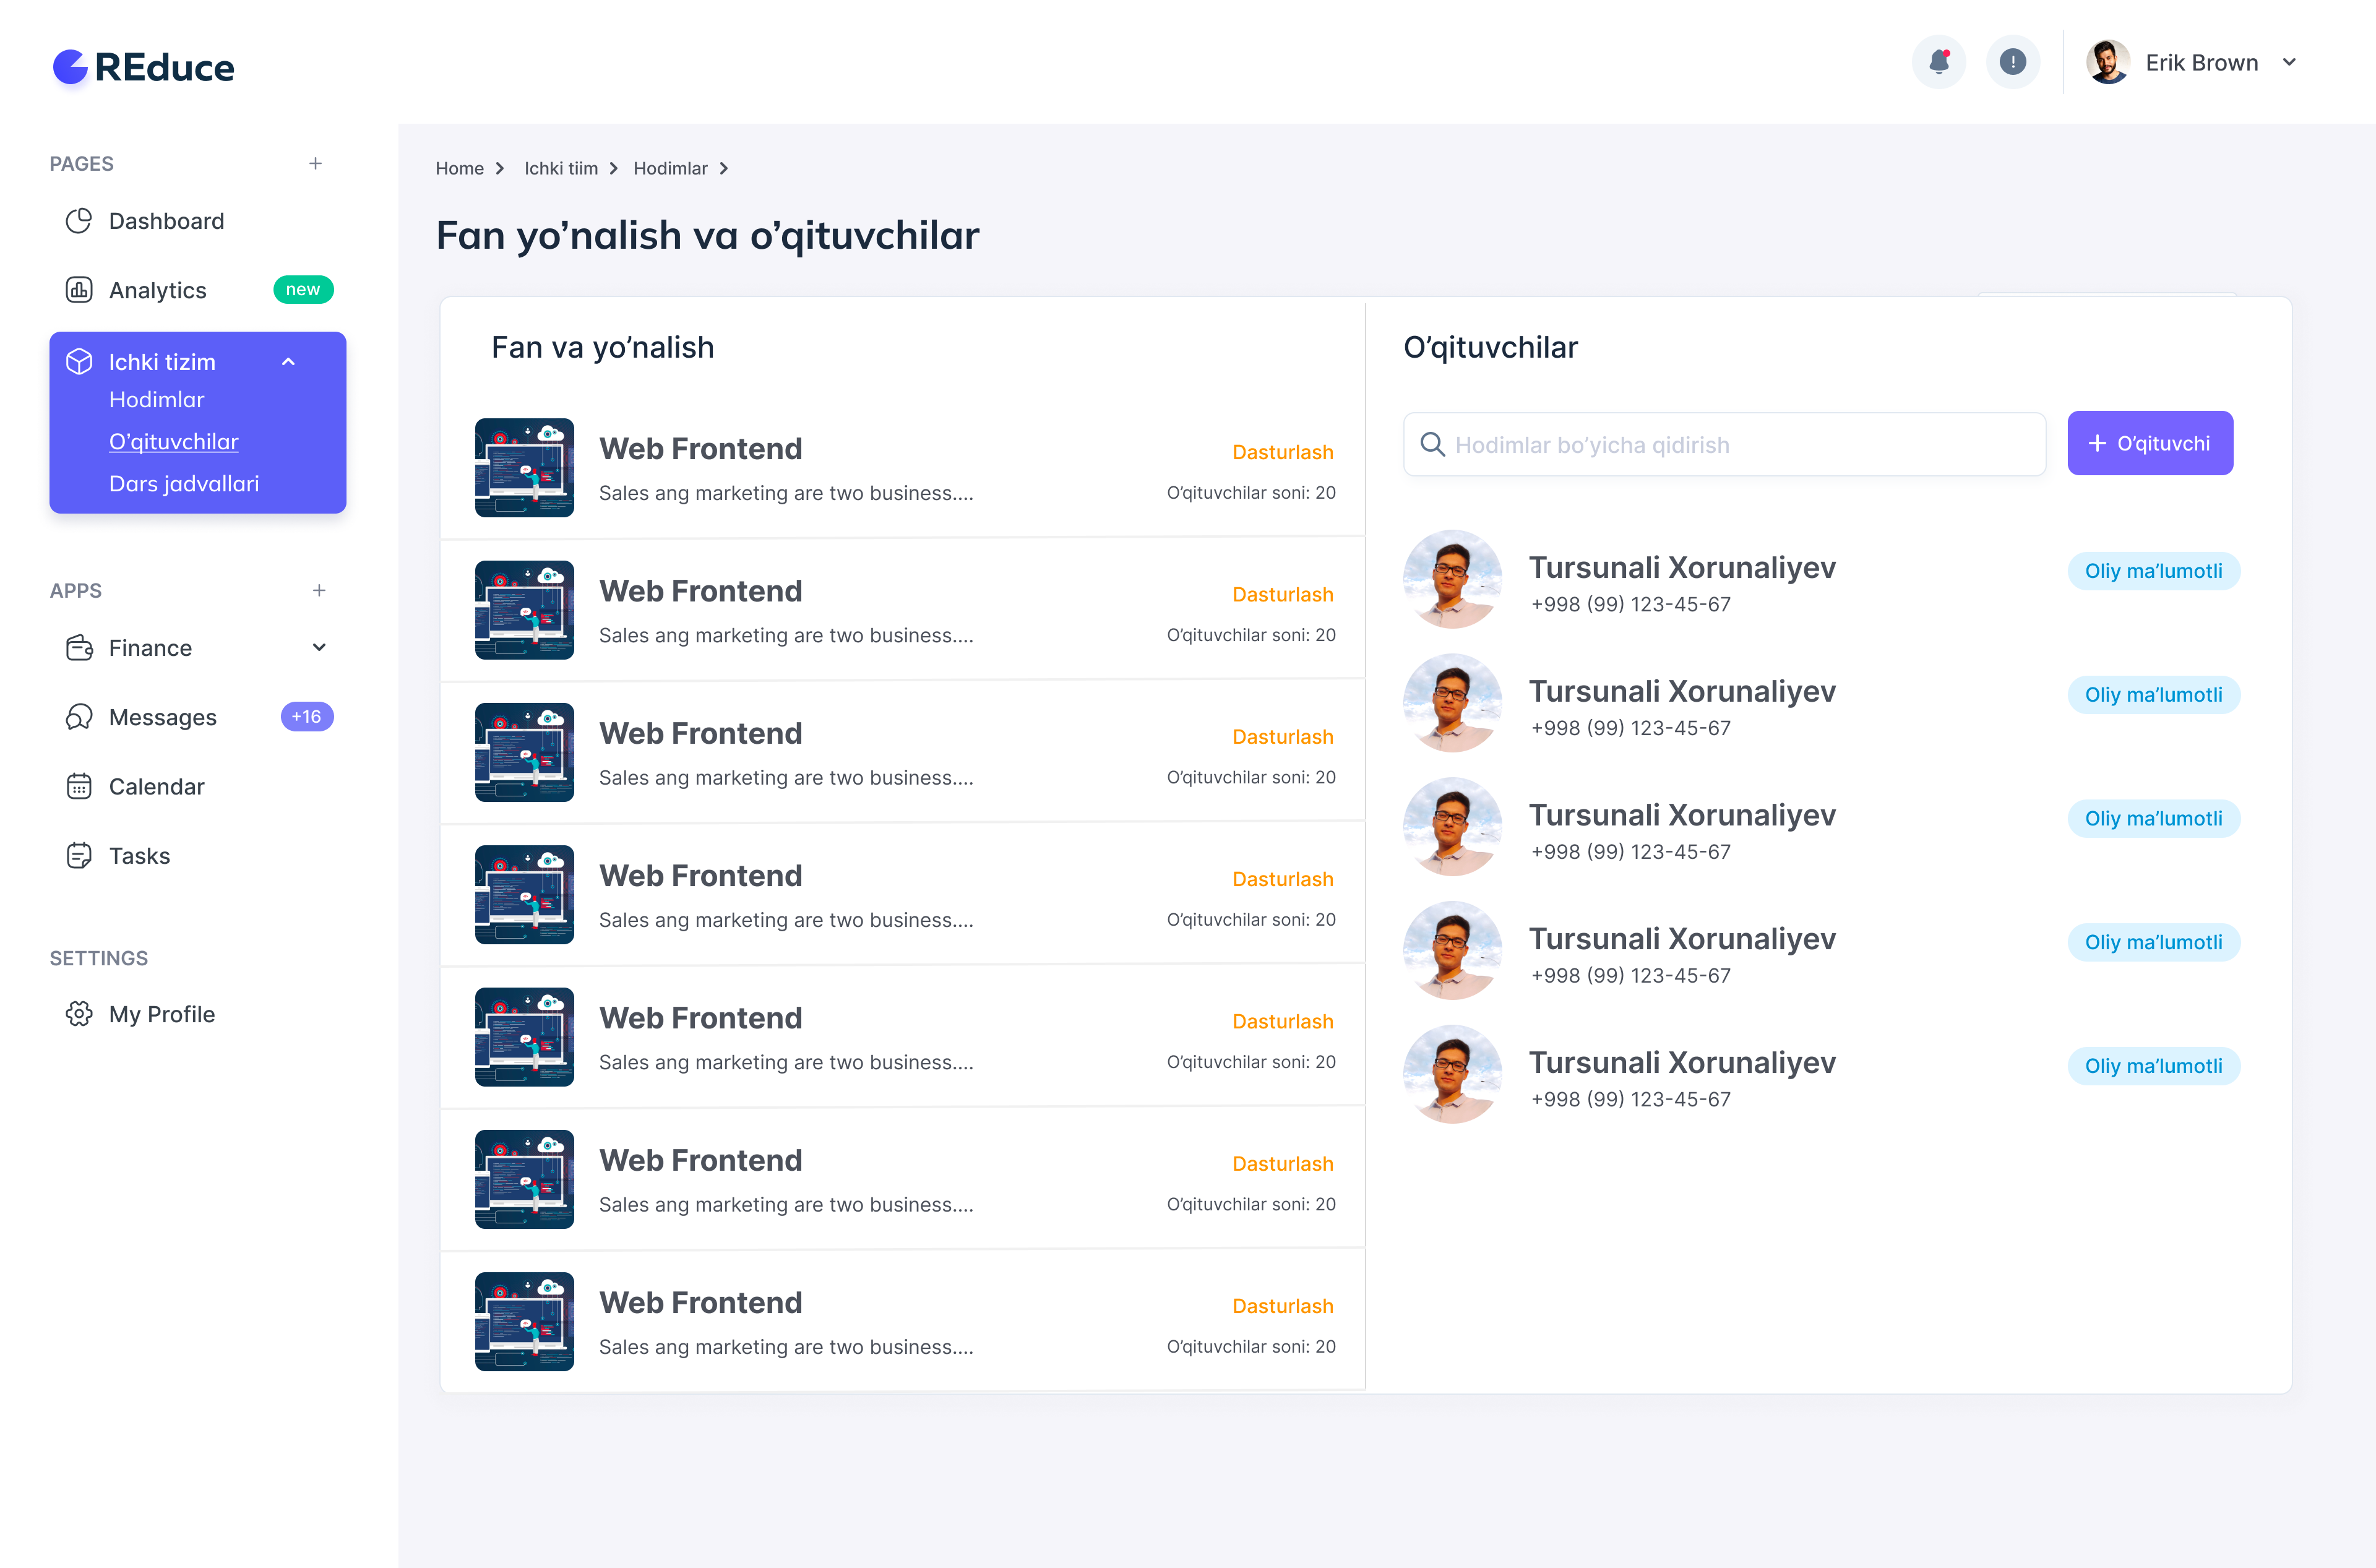 REduce
Erik Brown
PAGES
Dashboard
Analytics
new
Ichki tizim
Hodimlar
O’qituvchilar
Dars jadvallari
APPS
Finance
Messages
+16
Calendar
Tasks
SETTINGS
My Profile
Home
Ichki tiim
Hodimlar
Fan yo’nalish va o’qituvchilar
Fan va yo’nalish
Web Frontend
Dasturlash
Sales ang marketing are two business....
O’qituvchilar soni: 20
Web Frontend
Dasturlash
Sales ang marketing are two business....
O’qituvchilar soni: 20
Web Frontend
Dasturlash
Sales ang marketing are two business....
O’qituvchilar soni: 20
Web Frontend
Dasturlash
Sales ang marketing are two business....
O’qituvchilar soni: 20
Web Frontend
Dasturlash
Sales ang marketing are two business....
O’qituvchilar soni: 20
Web Frontend
Dasturlash
Sales ang marketing are two business....
O’qituvchilar soni: 20
Web Frontend
Dasturlash
Sales ang marketing are two business....
O’qituvchilar soni: 20
O’qituvchilar
Hodimlar bo’yicha qidirish
+ O’qituvchi
Tursunali Xorunaliyev
Oliy ma’lumotli
+998 (99) 123-45-67
Tursunali Xorunaliyev
Oliy ma’lumotli
+998 (99) 123-45-67
Tursunali Xorunaliyev
Oliy ma’lumotli
+998 (99) 123-45-67
Tursunali Xorunaliyev
Oliy ma’lumotli
+998 (99) 123-45-67
Tursunali Xorunaliyev
Oliy ma’lumotli
+998 (99) 123-45-67